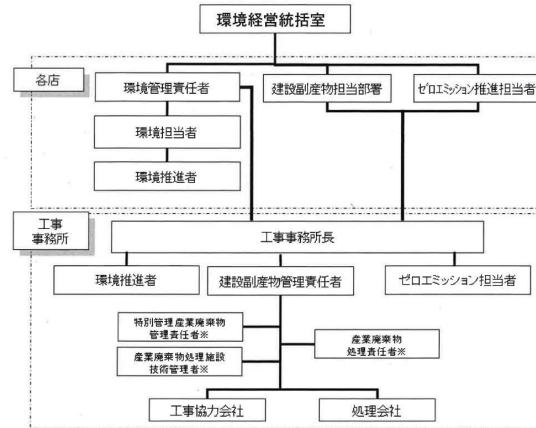 環境経営統括室
各店
環境管理責任者
建設副産物担当部署
ｾﾞﾛｴﾐｯｼｮﾝ推進担当者
環境担当者
環境推進者
工事
事務所
工事事務所長
環境推進者
建設副産物管理責任者
ゼロエミッション担当者
特別管理産業廃棄物
管理責任者※
産業廃棄物
処理責任者※
産業廃棄物処理施設
技術管理者※
工事協力会社
処理会社